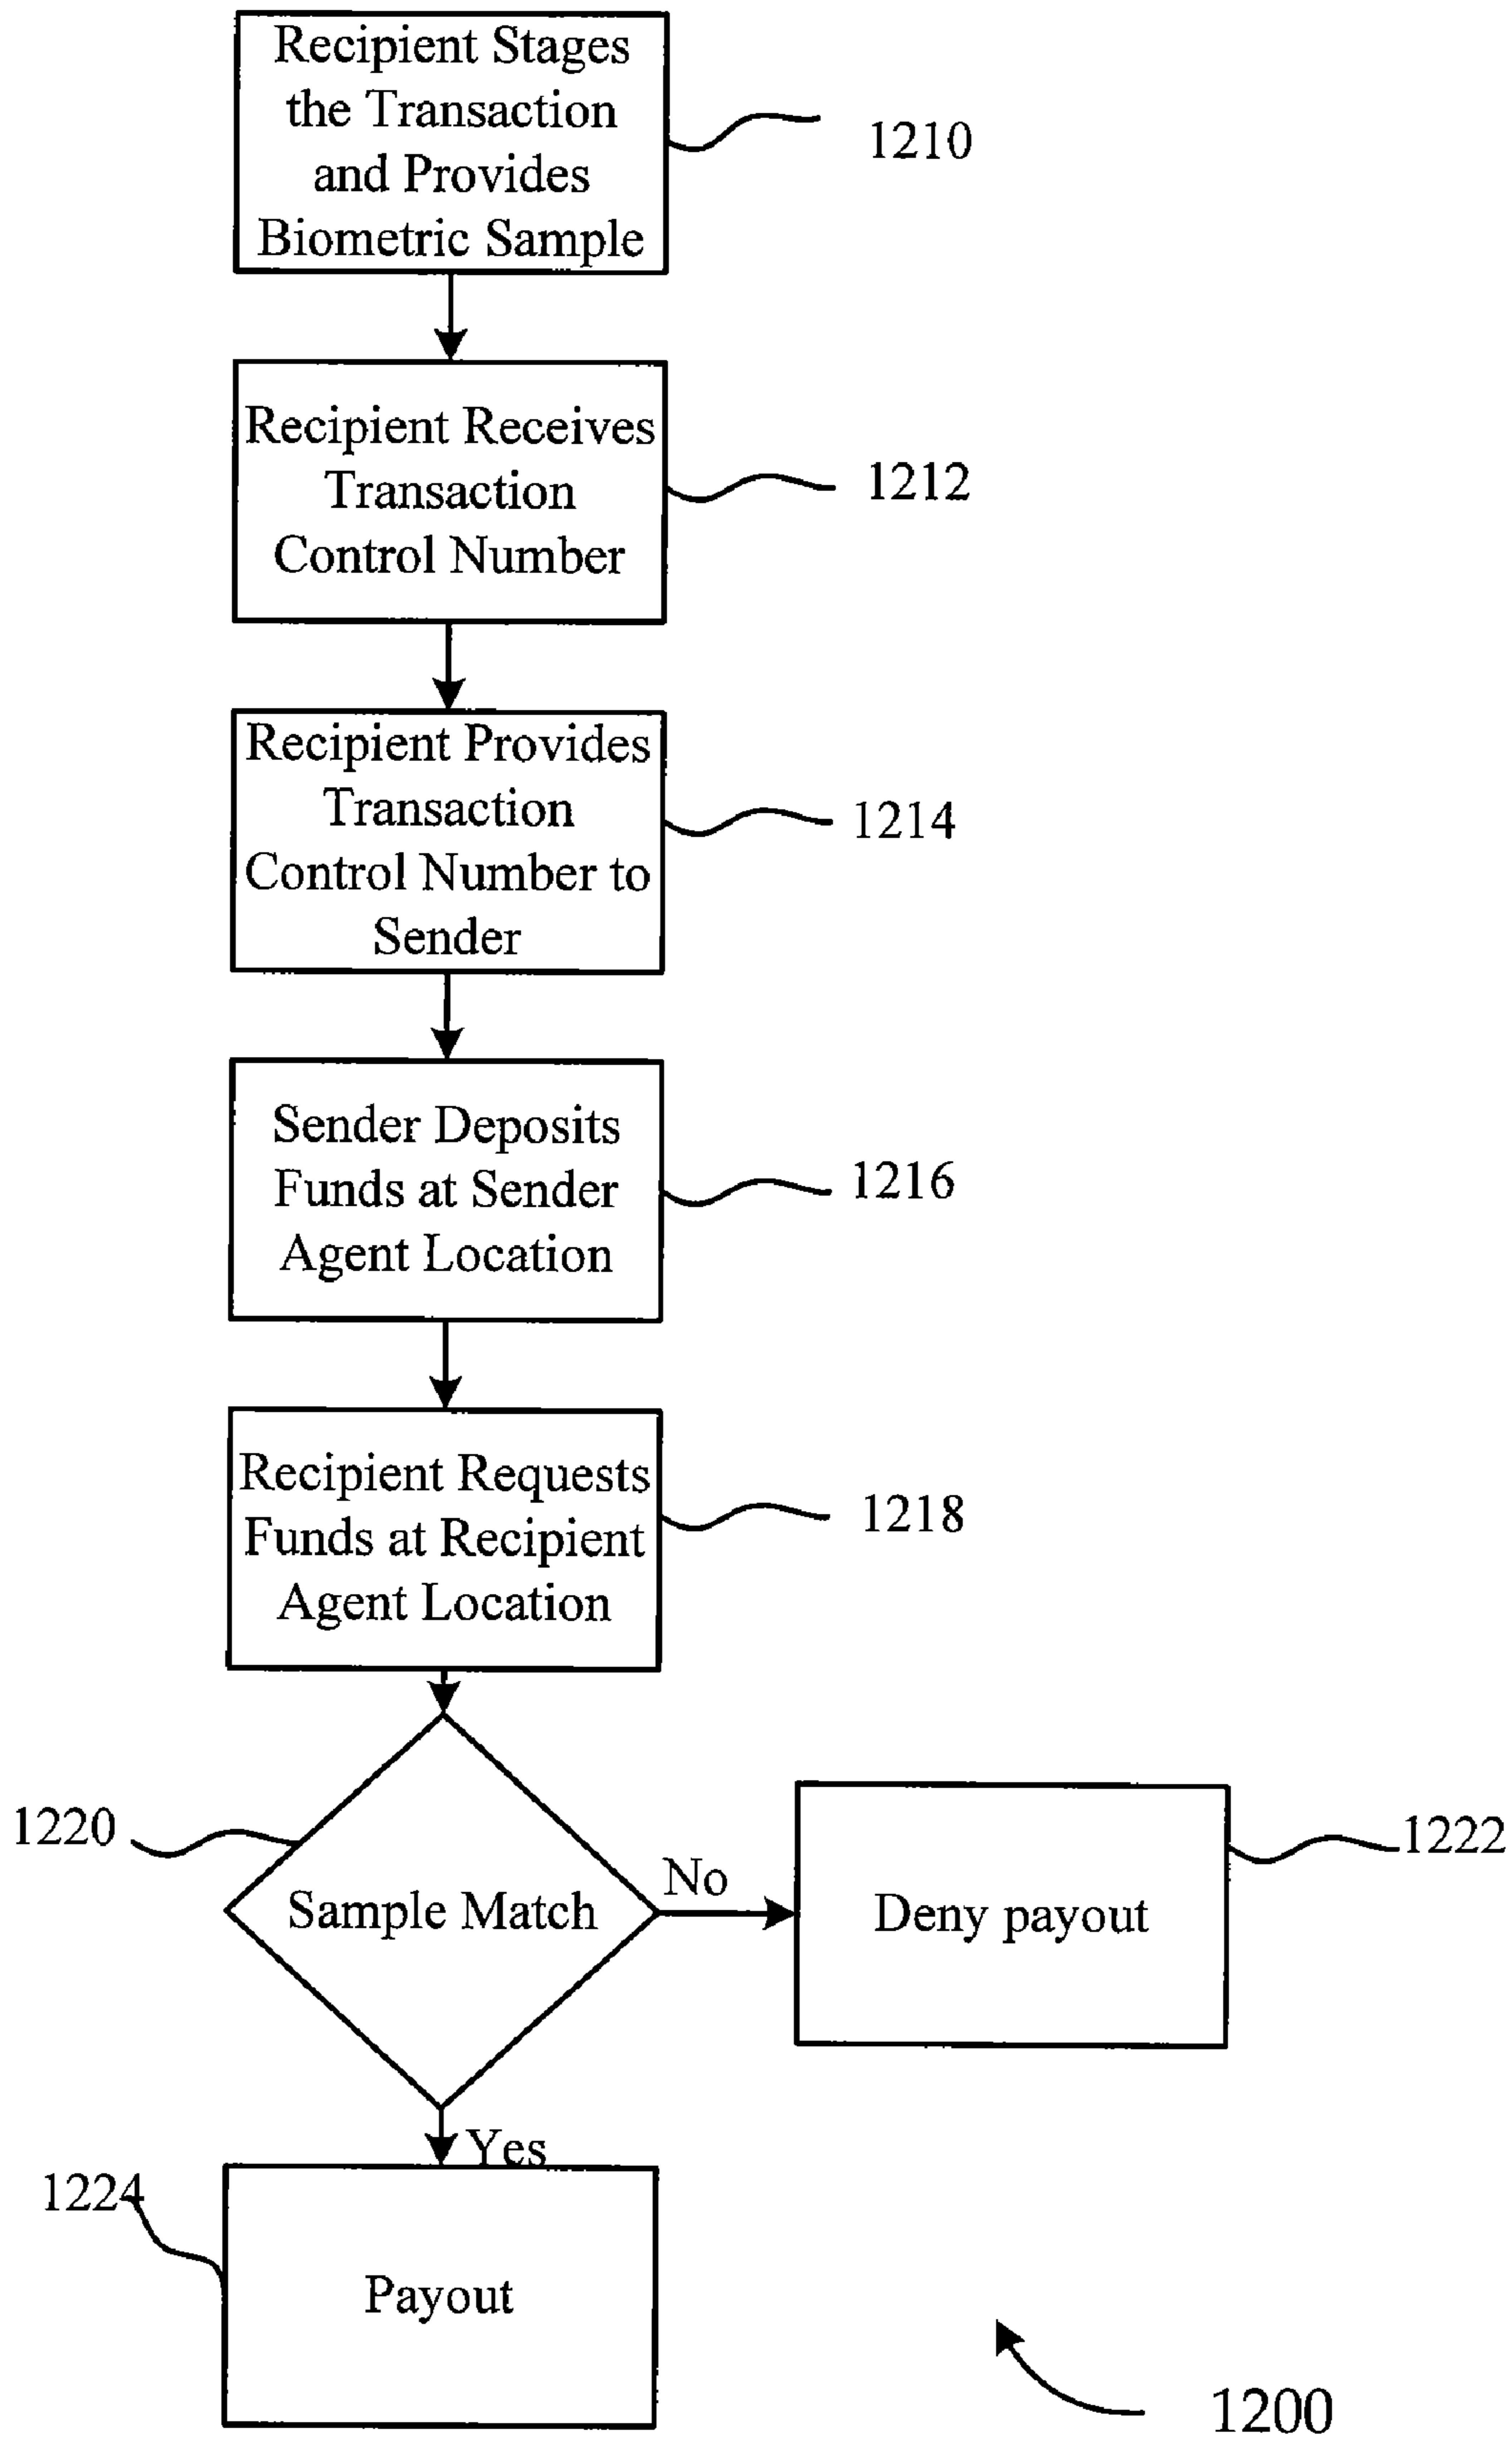 Recipient Stages
the Transaction
and Provides
Biometric Sample
1210
Recipient Receives
Transaction
Control Number
1212
Recipient Provides
Transaction
Control Number to
Sender
1214
Sender Deposits
Funds at Sender
Agent Location
1216
Recipient Requests
Funds at Recipient
Agent Location
1218
1220
Sample Match
No
Deny payout
1222
Yes
1224
Payout
1200